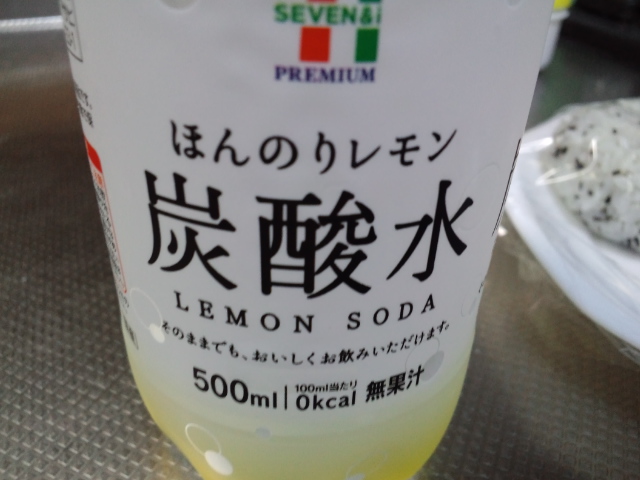 SEVEN&i
PREMIUM
ほんのりレモン
炭酸水
LEMON SODA
そのままでも、おいしくお飲みいただけます。
500ml 100ml当たり 0kcal 無果汁